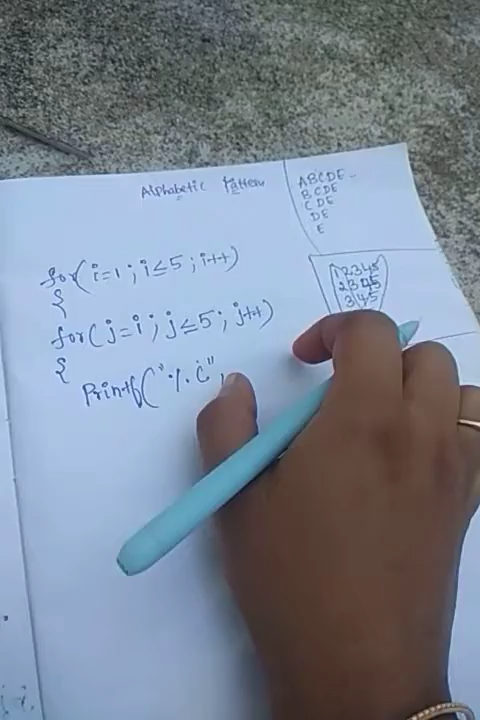 Alphabetic Pattern
for(i=1; i≤5; i++)
{
for(j=i; j≤5; j++)
{
Printf("%c",
ABCDE-
BCDE
CDE
DE
E
12345
2345
345